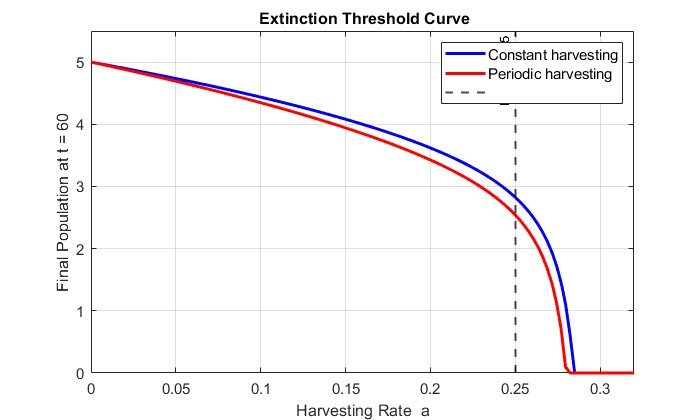 Extinction Threshold Curve
Constant harvesting
Periodic harvesting
5
4
3
2
1
0
Final Population at t = 60
0
0.05
0.1
0.15
0.2
0.25
0.3
Harvesting Rate  a